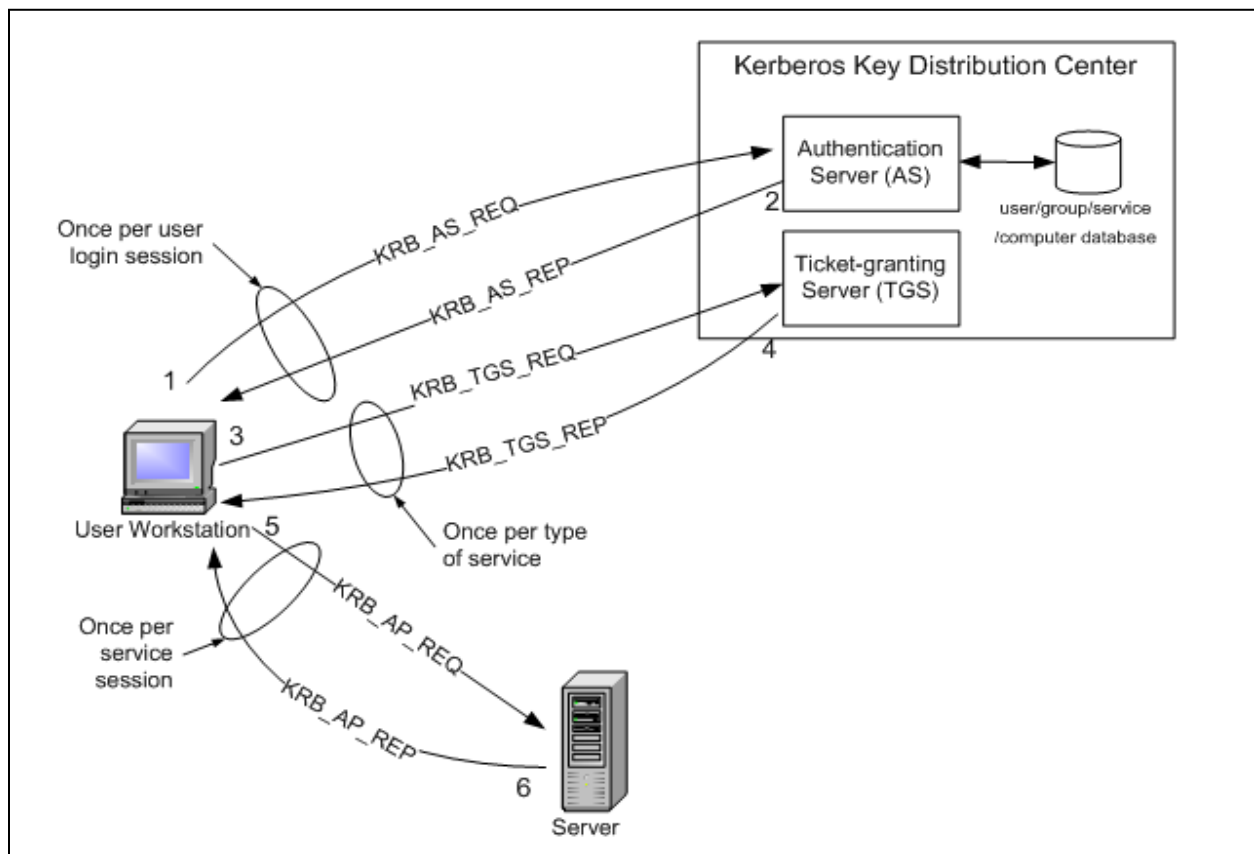 Kerberos Key Distribution Center
Authentication
Server (AS)
user/group/service
/computer database
Ticket-granting
Server (TGS)
Once per user
login session
KRB_AS_REQ
2
KRB_AS_REP
1
KRB_TGS_REQ
4
3
KRB_TGS_REP
User Workstation
5
Once per type
of service
Once per
service
session
KRB_AP_REQ
KRB_AP_REP
6
Server